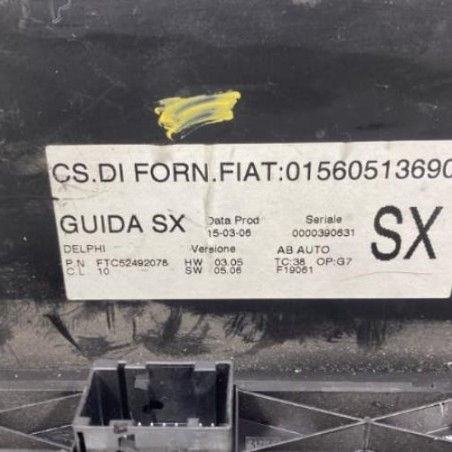 CS.DI FORN.FIAT:01560513690
GUIDA SX Data Prod 15-03-06 Seriale 0000390631 SX
DELPHI Versione AB AUTO
P.N FTC52492078 HW 03.05 TC:38 OP:G7
C.L 10 SW 05.06 F19061